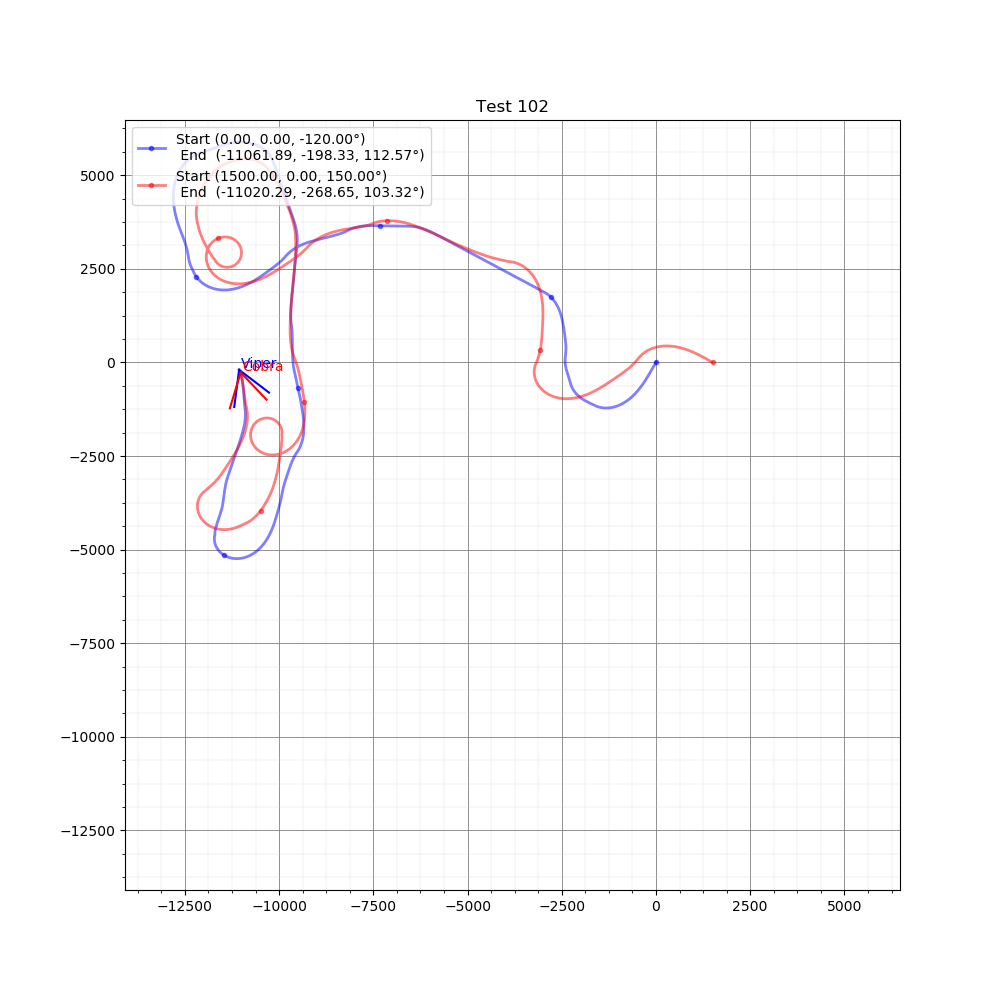 Test 102
Start (0.00, 0.00, -120.00°)
End (-11061.89, -198.33, 112.57°)
Start (1500.00, 0.00, 150.00°)
End (-11020.29, -268.65, 103.32°)
5000
2500
0
−2500
−5000
−7500
−10000
−12500
Viper
Cobra
−12500
−10000
−7500
−5000
−2500
0
2500
5000